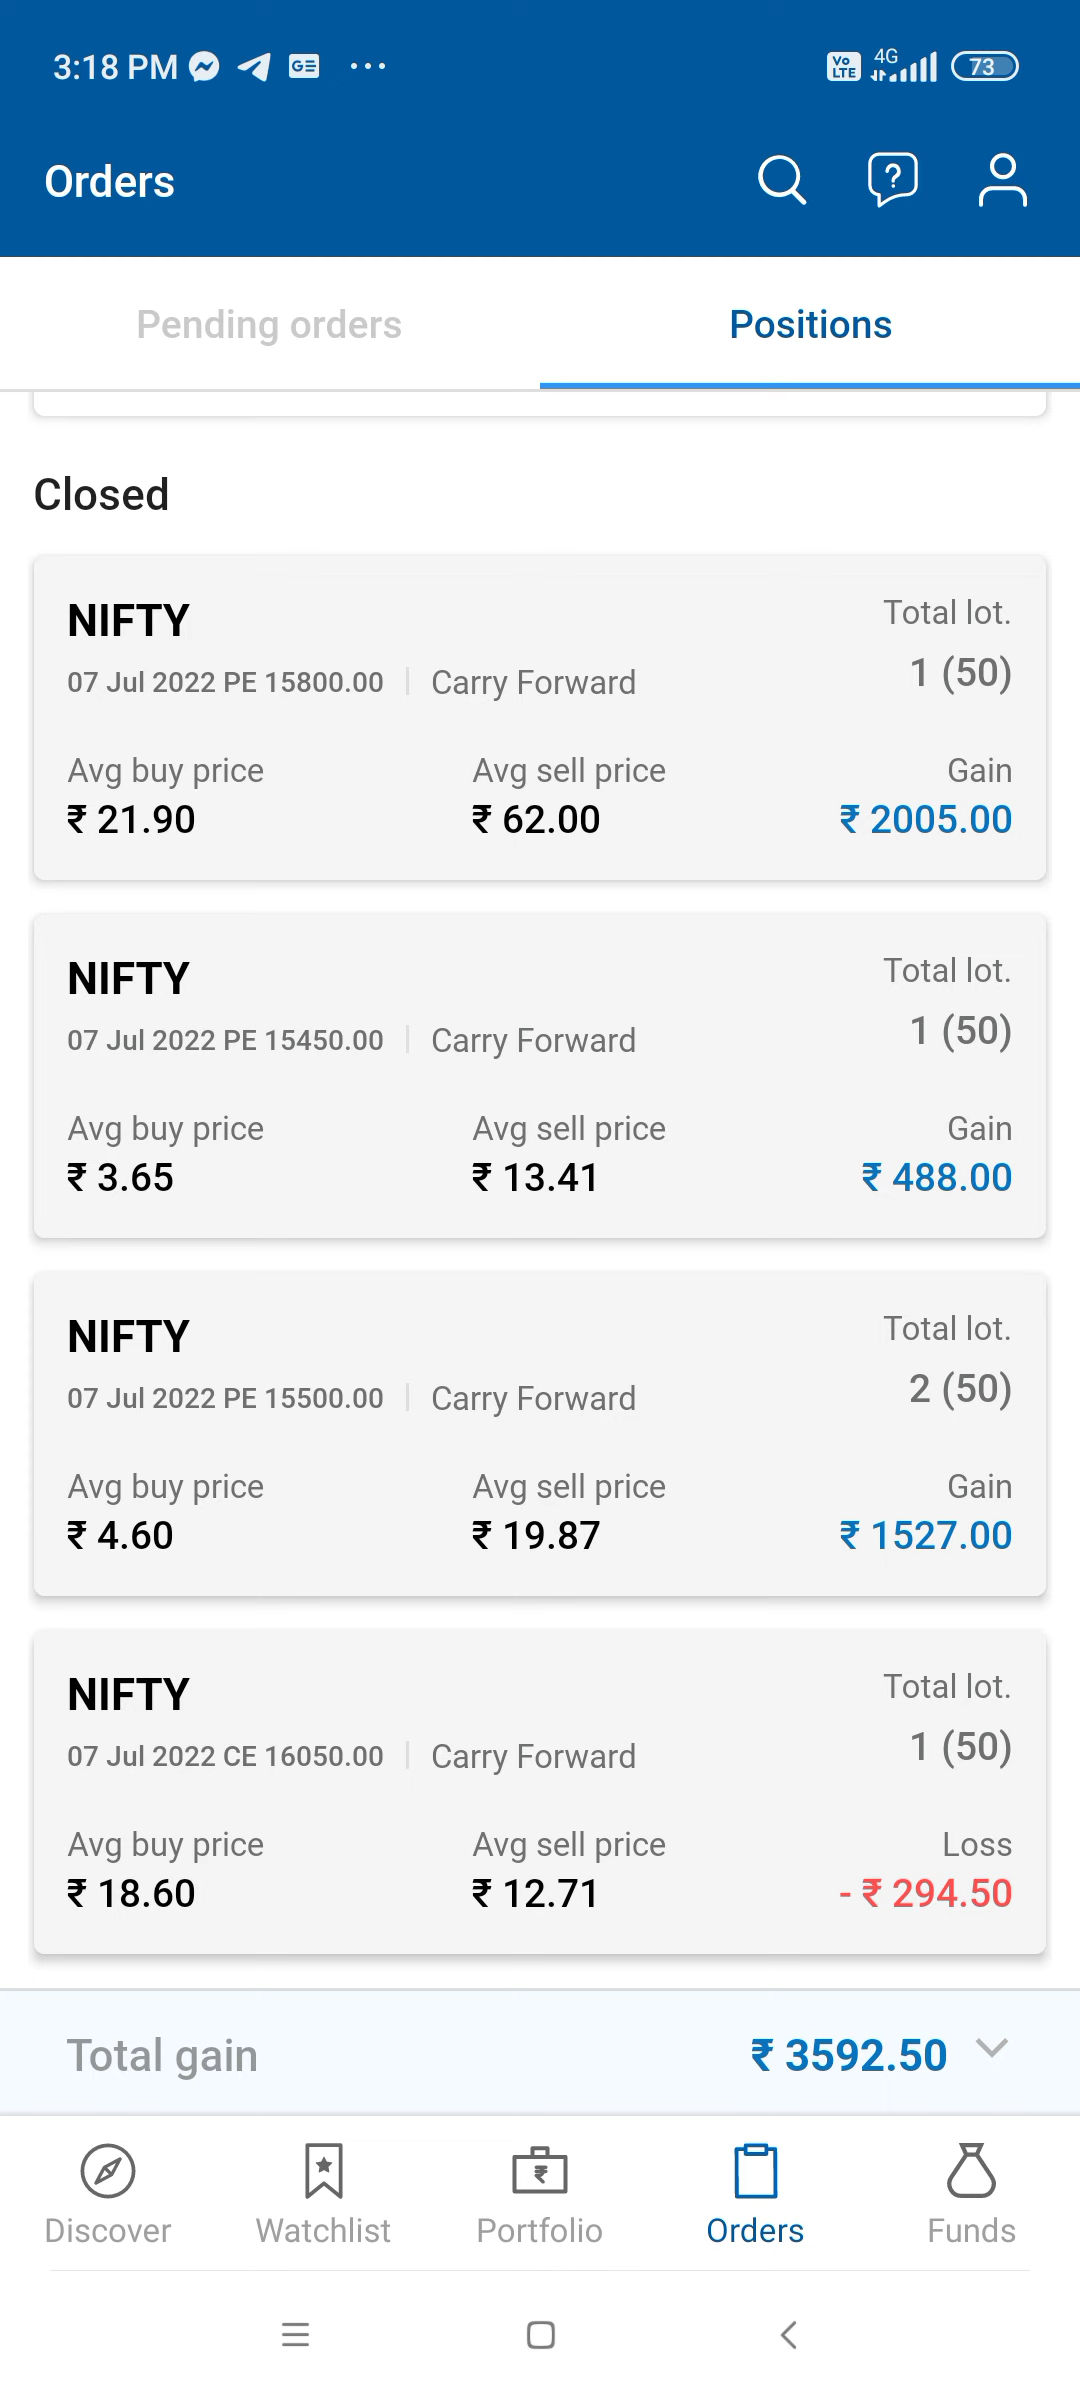 3:18 PM
Vo LTE 4G 73
Orders
Pending orders
Positions
Closed
NIFTY
Total lot.
07 Jul 2022 PE 15800.00 | Carry Forward
1 (50)
Avg buy price
Avg sell price
Gain
₹ 21.90
₹ 62.00
₹ 2005.00
NIFTY
Total lot.
07 Jul 2022 PE 15450.00 | Carry Forward
1 (50)
Avg buy price
Avg sell price
Gain
₹ 3.65
₹ 13.41
₹ 488.00
NIFTY
Total lot.
07 Jul 2022 PE 15500.00 | Carry Forward
2 (50)
Avg buy price
Avg sell price
Gain
₹ 4.60
₹ 19.87
₹ 1527.00
NIFTY
Total lot.
07 Jul 2022 CE 16050.00 | Carry Forward
1 (50)
Avg buy price
Avg sell price
Loss
₹ 18.60
₹ 12.71
- ₹ 294.50
Total gain
₹ 3592.50
Discover
Watchlist
Portfolio
Orders
Funds